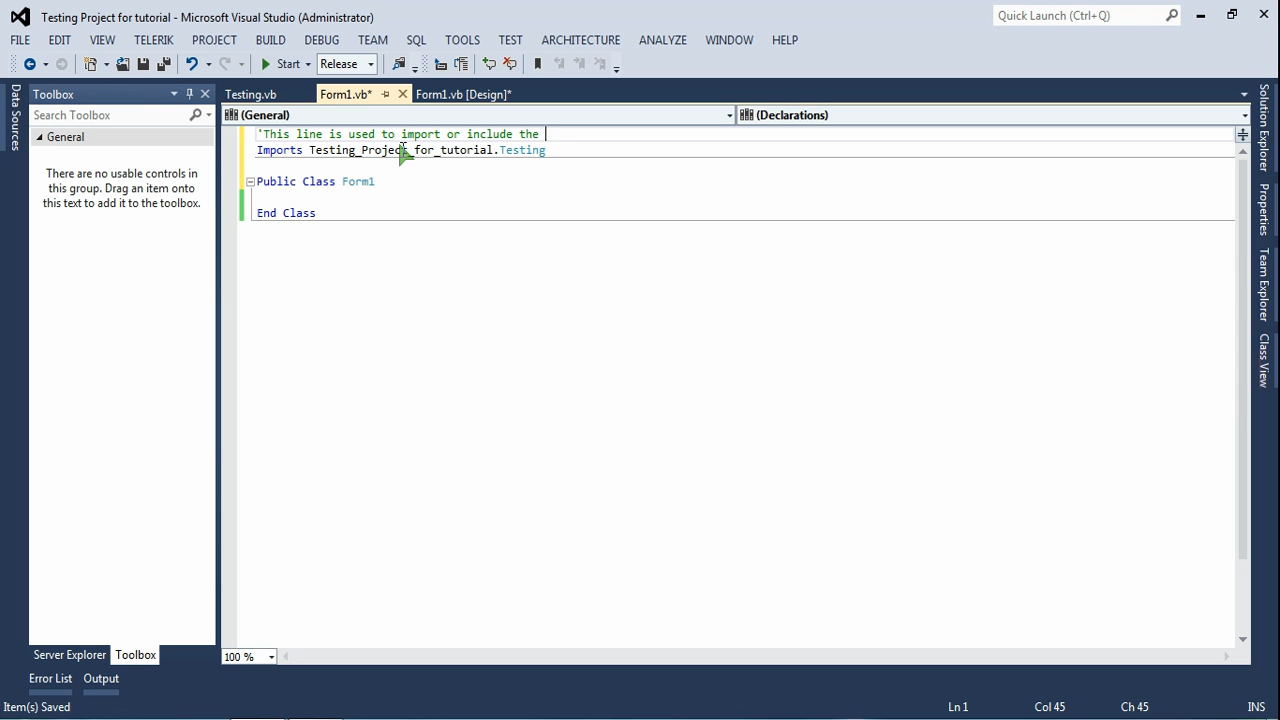 Testing Project for tutorial - Microsoft Visual Studio (Administrator)
Quick Launch (Ctrl+Q)
FILE EDIT VIEW TELERIK PROJECT BUILD DEBUG TEAM SQL TOOLS TEST ARCHITECTURE ANALYZE WINDOW HELP
Start Release
Data Sources
Toolbox
Search Toolbox
General
There are no usable controls in
this group. Drag an item onto
this text to add it to the toolbox.
Server Explorer Toolbox
Testing.vb Form1.vb* Form1.vb [Design]*
(General) (Declarations)
'This line is used to import or include the
Imports Testing_Project_for_tutorial.Testing
Public Class Form1
End Class
100 %
Solution Explorer
Properties
Team Explorer
Class View
Error List Output
Item(s) Saved Ln 1 Col 45 Ch 45 INS